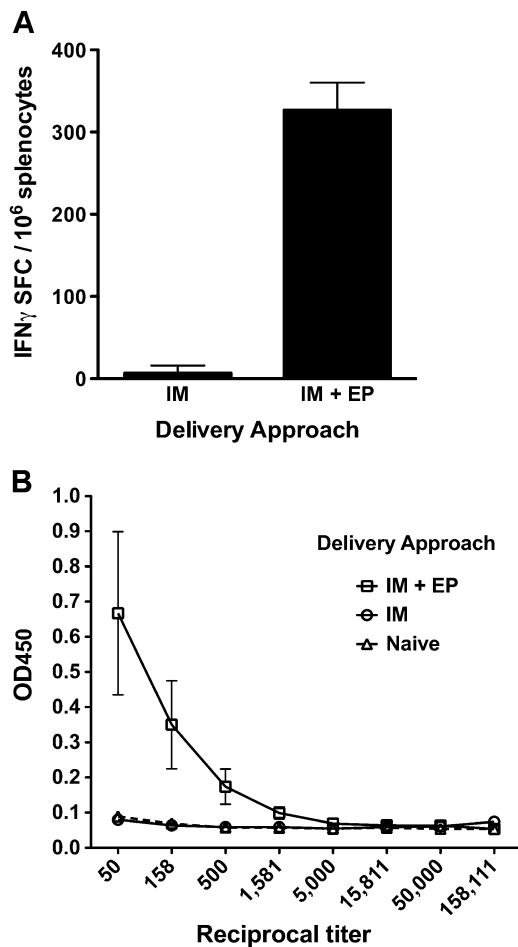 A
400
300
200
100
0
IFNγ SFC / 10⁶ splenocytes
IM
IM + EP
Delivery Approach
B
1.0
0.9
0.8
0.7
0.6
0.5
0.4
0.3
0.2
0.1
0.0
OD450
Delivery Approach
IM + EP
IM
Naive
50
158
500
1,581
5,000
15,811
50,000
158,111
Reciprocal titer